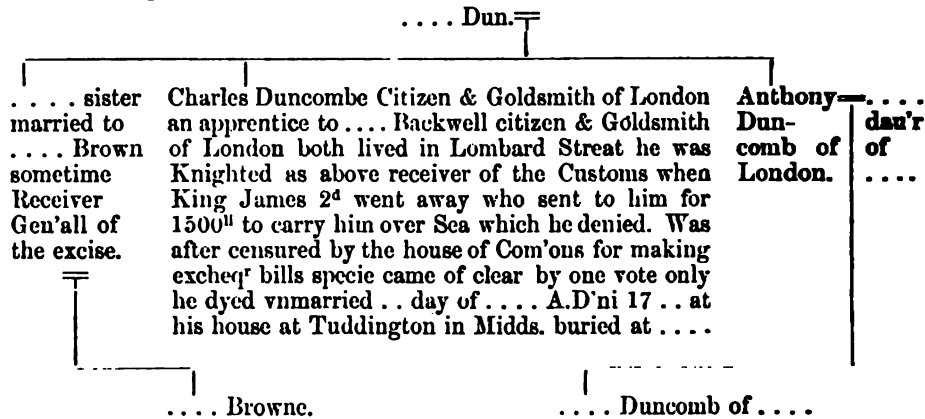 .... Dun.
.... sister
married to
.... Brown
sometime
Receiver
Gen'all of
the excise.
Charles Duncombe Citizen & Goldsmith of London
an apprentice to .... Backwell citizen & Goldsmith
of London both lived in Lombard Streat he was
Knighted as above receiver of the Customs when
King James 2d went away who sent to him for
1500ll to carry him over Sea which he denied. Was
after censured by the house of Com'ons for making
excheqr bills specie came of clear by one vote only
he dyed vnmarried .. day of .... A.D'ni 17 .. at
his house at Tuddington in Midds. buried at ....
Anthony
Dun-
comb of
London.
....
dau'r
of
....
.... Browne.
.... Duncomb of ....